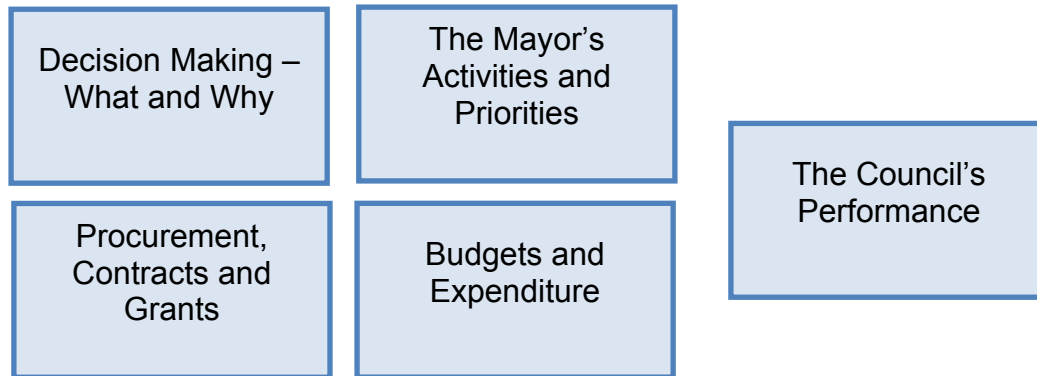 Decision Making –
What and Why
The Mayor’s
Activities and
Priorities
The Council’s
Performance
Procurement,
Contracts and
Grants
Budgets and
Expenditure